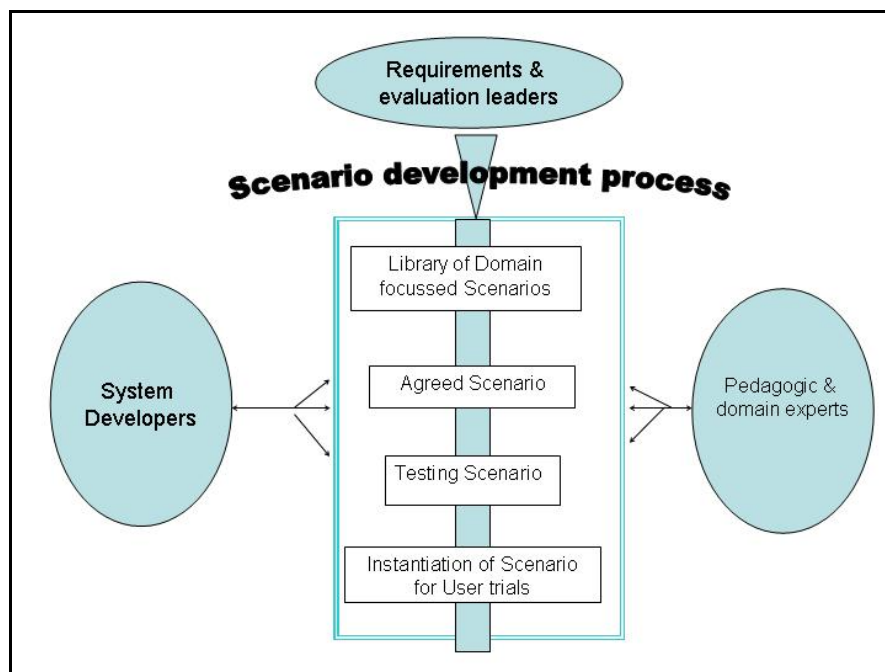 Requirements &
evaluation leaders
Scenario development process
Library of Domain
focussed Scenarios
System
Developers
Agreed Scenario
Pedagogic &
domain experts
Testing Scenario
Instantiation of Scenario
for User trials